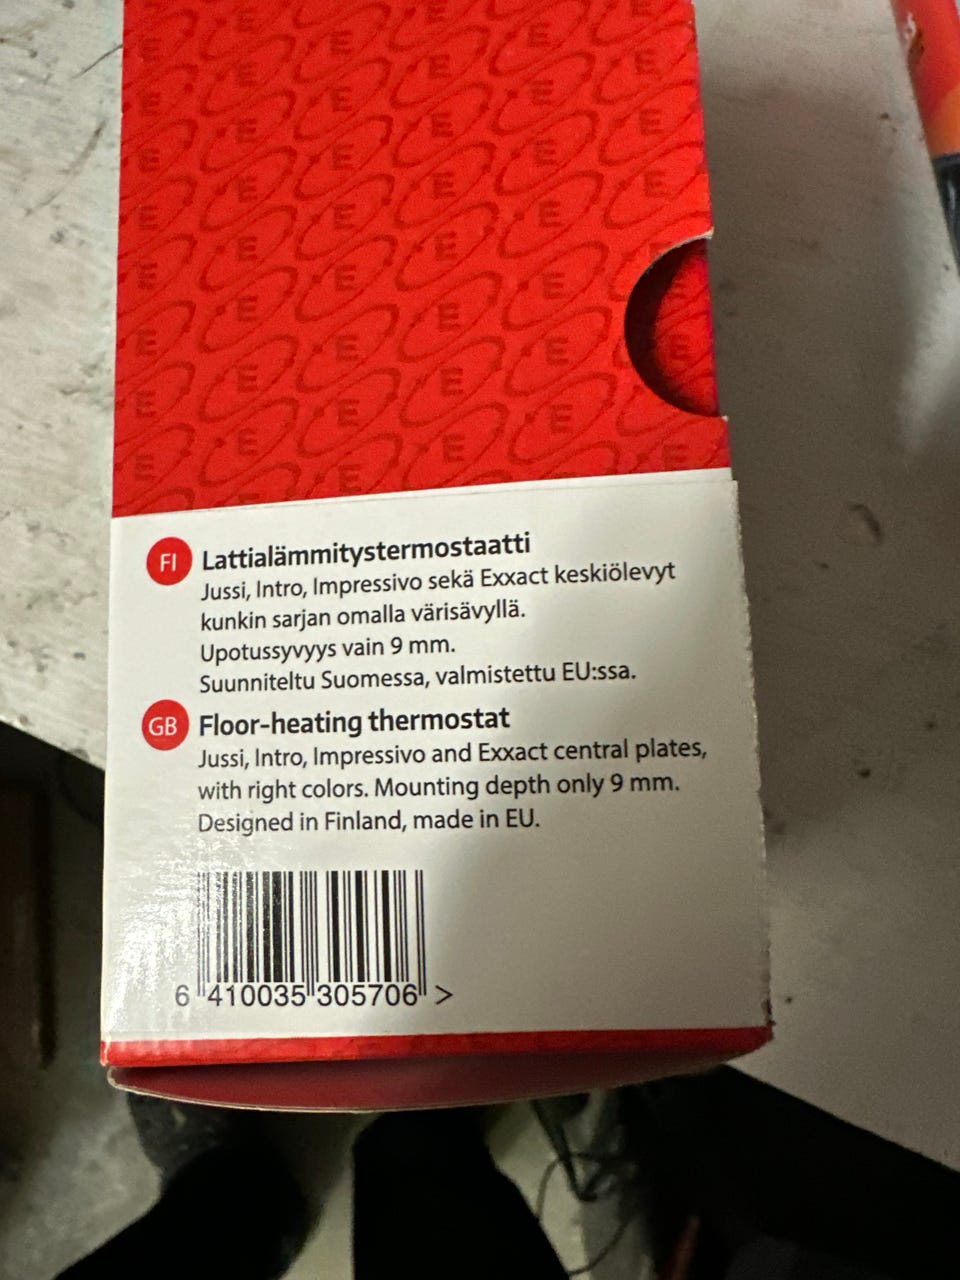 FI Lattialämmitystermostaatti
Jussi, Intro, Impressivo sekä Exxact keskiölevyt
kunkin sarjan omalla värisävyllä.
Upotussyvyys vain 9 mm.
Suunniteltu Suomessa, valmistettu EU:ssa.
GB Floor-heating thermostat
Jussi, Intro, Impressivo and Exxact central plates,
with right colors. Mounting depth only 9 mm.
Designed in Finland, made in EU.
6 410035 305706 >